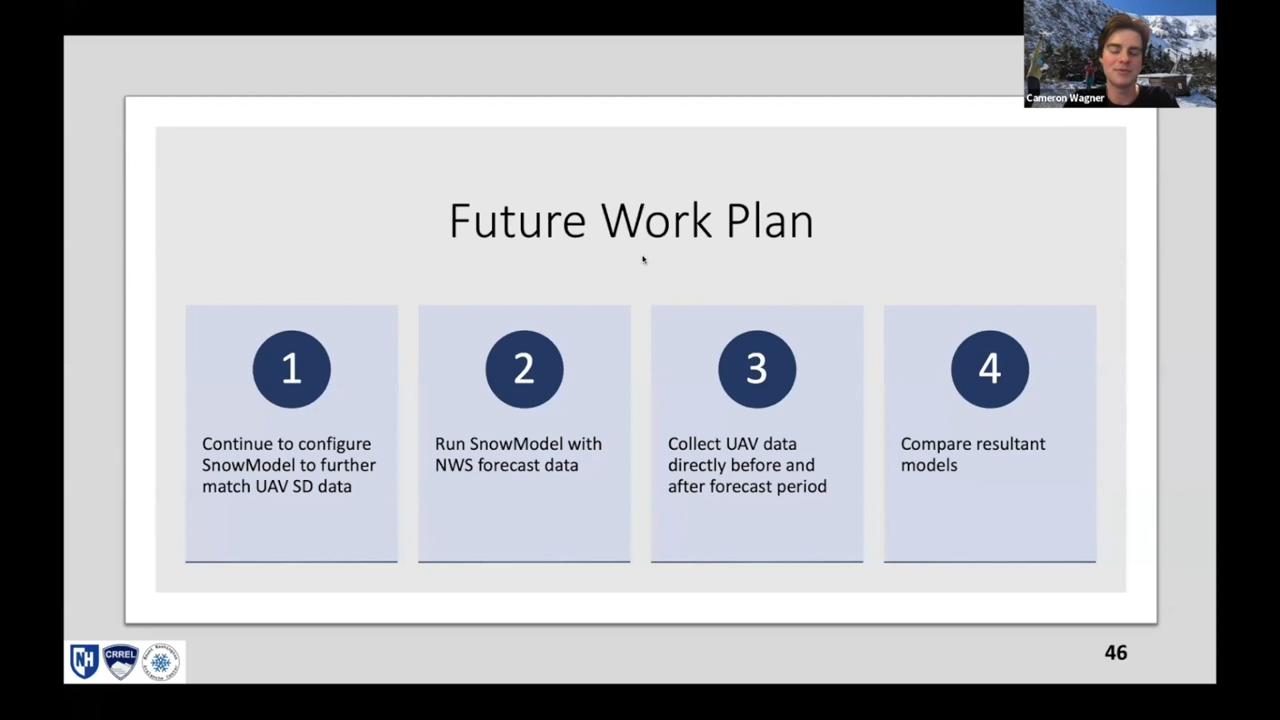 Cameron Wagner
Future Work Plan
1
Continue to configure
SnowModel to further
match UAV SD data
2
Run SnowModel with
NWS forecast data
3
Collect UAV data
directly before and
after forecast period
4
Compare resultant
models
NH
CRREL
46